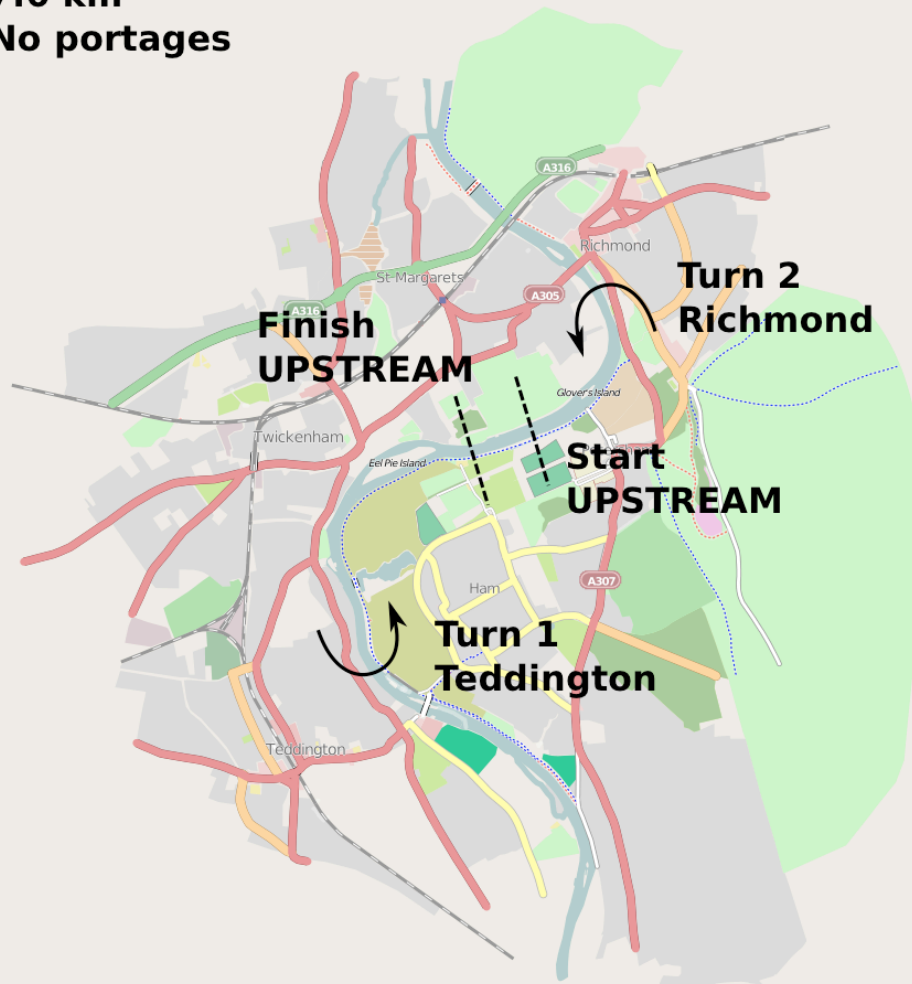 No portages
A316
Richmond
St Margarets
Turn 2
Richmond
A305
A316
Finish
UPSTREAM
Glover's Island
Twickenham
Eel Pie Island
Start
UPSTREAM
A307
Ham
Turn 1
Teddington
Teddington